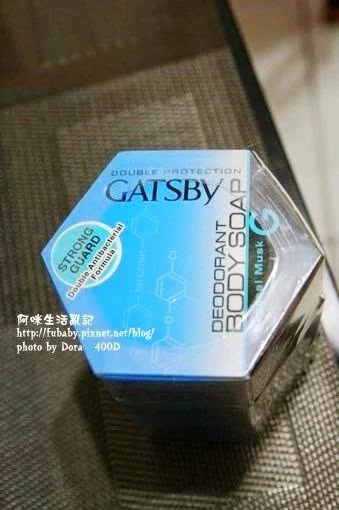 DOUBLE PROTECTION
GATSBY
STRONG
GUARD
Double Antibacterial
Formula
DEODORANT
BODY SOAP
Musk
阿咪生活亂記
http://fubaby.pixnet.net/blog/
photo by Dora 400D